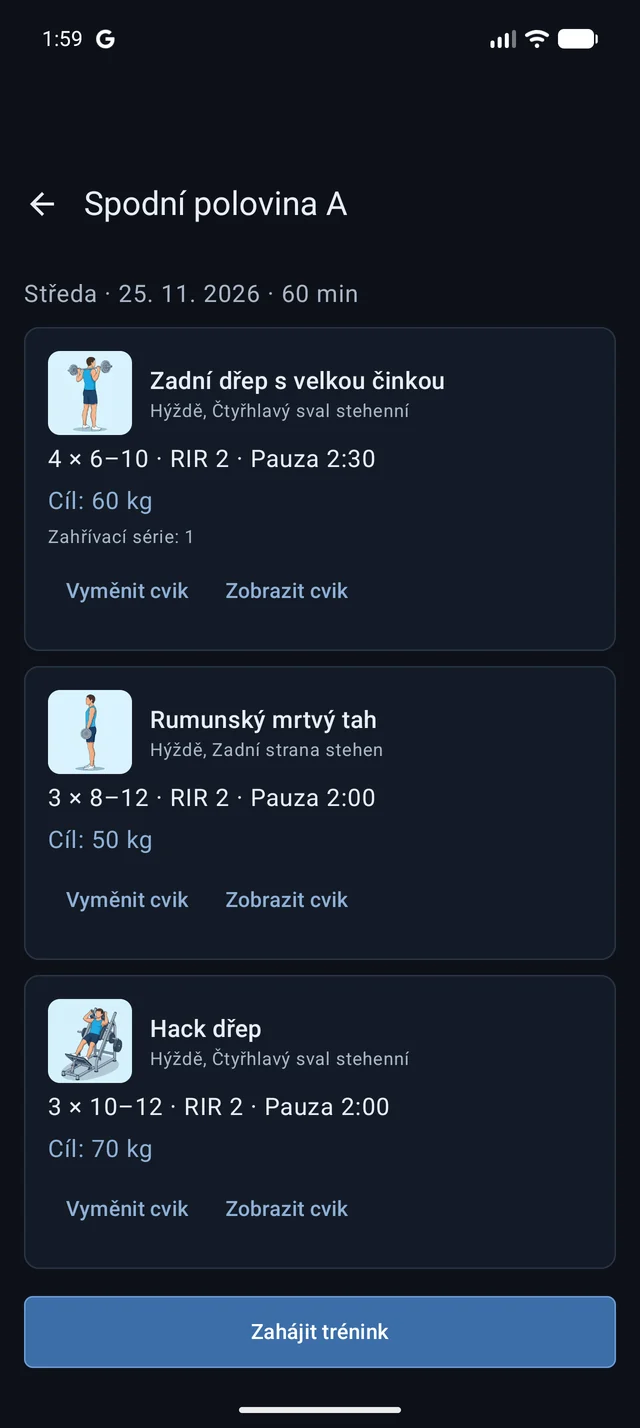 1:59 G
Spodní polovina A
Středa · 25. 11. 2026 · 60 min
Zadní dřep s velkou činkou
Hýždě, Čtyřhlavý sval stehenní
4 × 6–10 · RIR 2 · Pauza 2:30
Cíl: 60 kg
Zahřívací série: 1
Vyměnit cvik Zobrazit cvik
Rumunský mrtvý tah
Hýždě, Zadní strana stehen
3 × 8–12 · RIR 2 · Pauza 2:00
Cíl: 50 kg
Vyměnit cvik Zobrazit cvik
Hack dřep
Hýždě, Čtyřhlavý sval stehenní
3 × 10–12 · RIR 2 · Pauza 2:00
Cíl: 70 kg
Vyměnit cvik Zobrazit cvik
Zahájit trénink